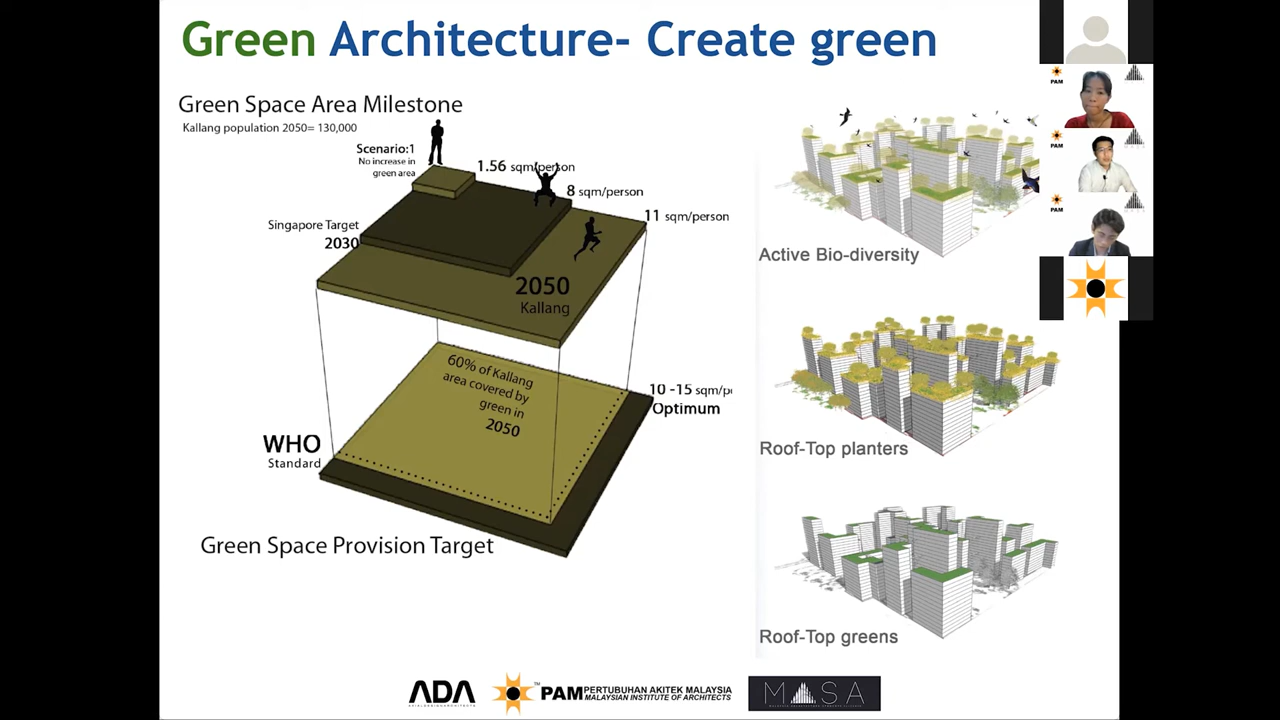 Green Architecture- Create green
Green Space Area Milestone
Kallang population 2050= 130,000
Scenario:1
No increase in
green area
1.56 sqm/person
8 sqm/person
11 sqm/person
Singapore Target
2030
2050
Kallang
60% of Kallang
area covered by
green in
2050
10 -15 sqm/p
Optimum
WHO
Standard
Green Space Provision Target
Active Bio-diversity
Roof-Top planters
Roof-Top greens
PAM
PAM
PAM
ADA
PAM PERTUBUHAN AKITEK MALAYSIA
MALAYSIAN INSTITUTE OF ARCHITECTS
MASA